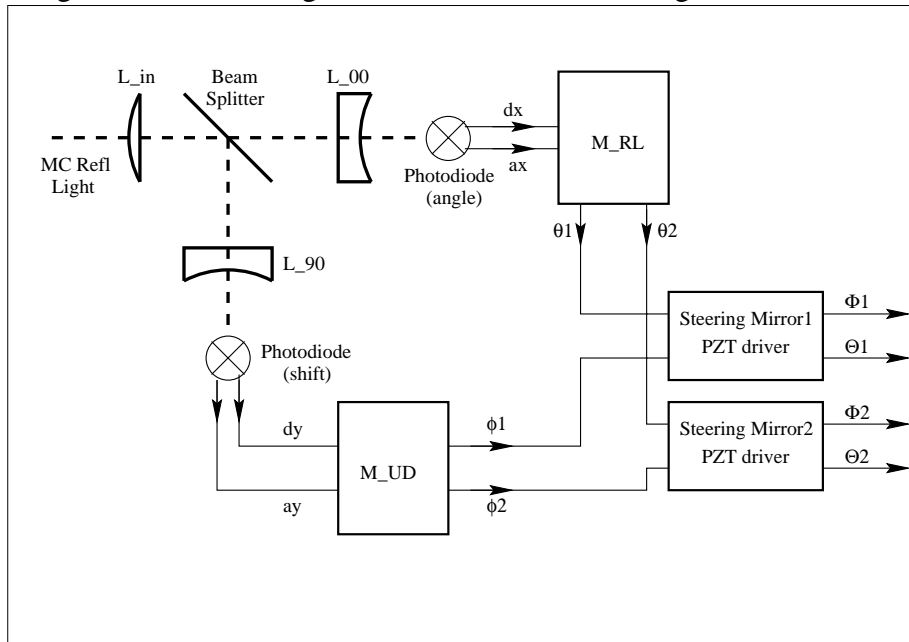 L_in
Beam
Splitter
L_00
MC Refl
Light
Photodiode
(angle)
dx
ax
M_RL
θ1
θ2
L_90
Photodiode
(shift)
dy
ay
M_UD
ϕ1
ϕ2
Steering Mirror1
PZT driver
Φ1
Θ1
Steering Mirror2
PZT driver
Φ2
Θ2